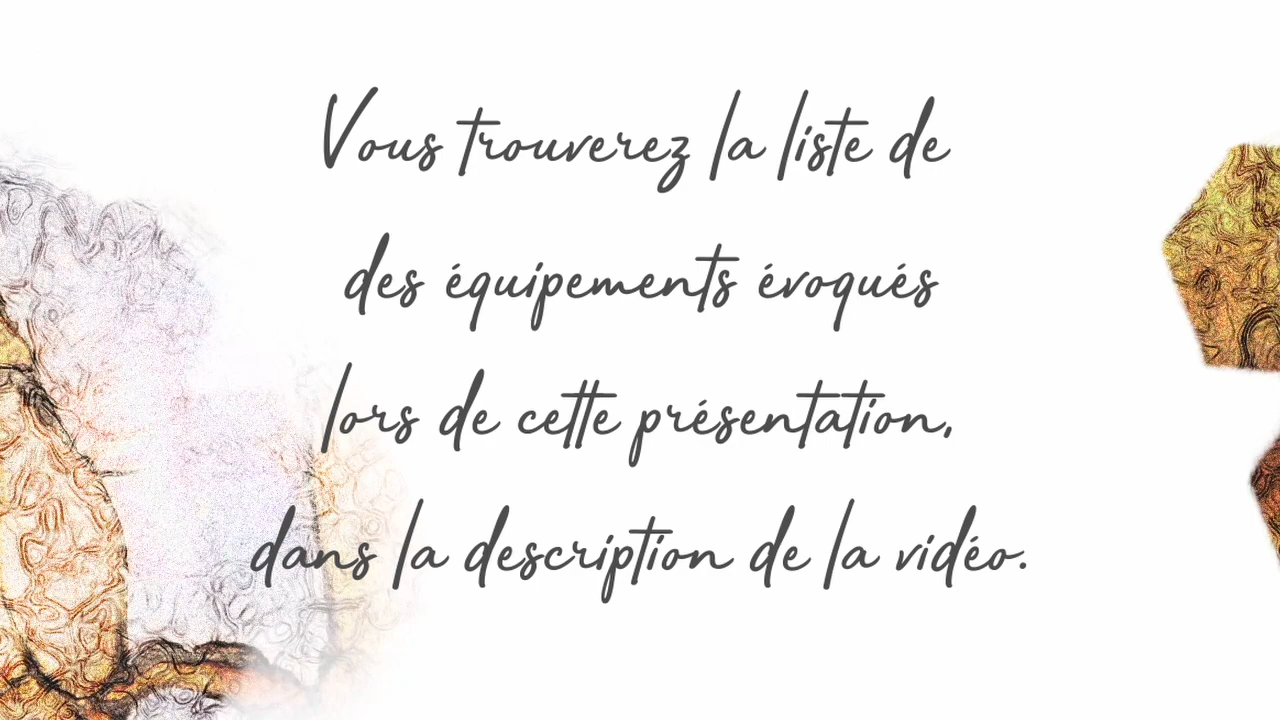 Vous trouverez la liste de
des équipements évoqués
lors de cette présentation,
dans la description de la vidéo.